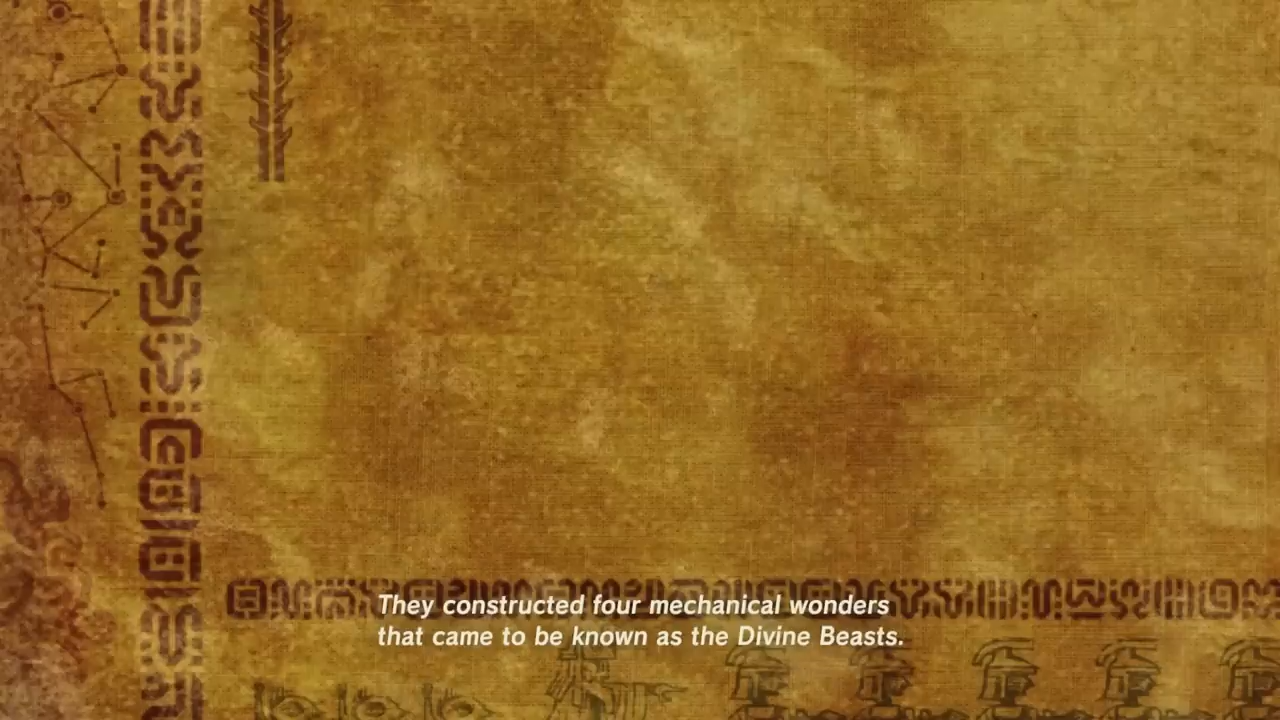 They constructed four mechanical wonders
that came to be known as the Divine Beasts.